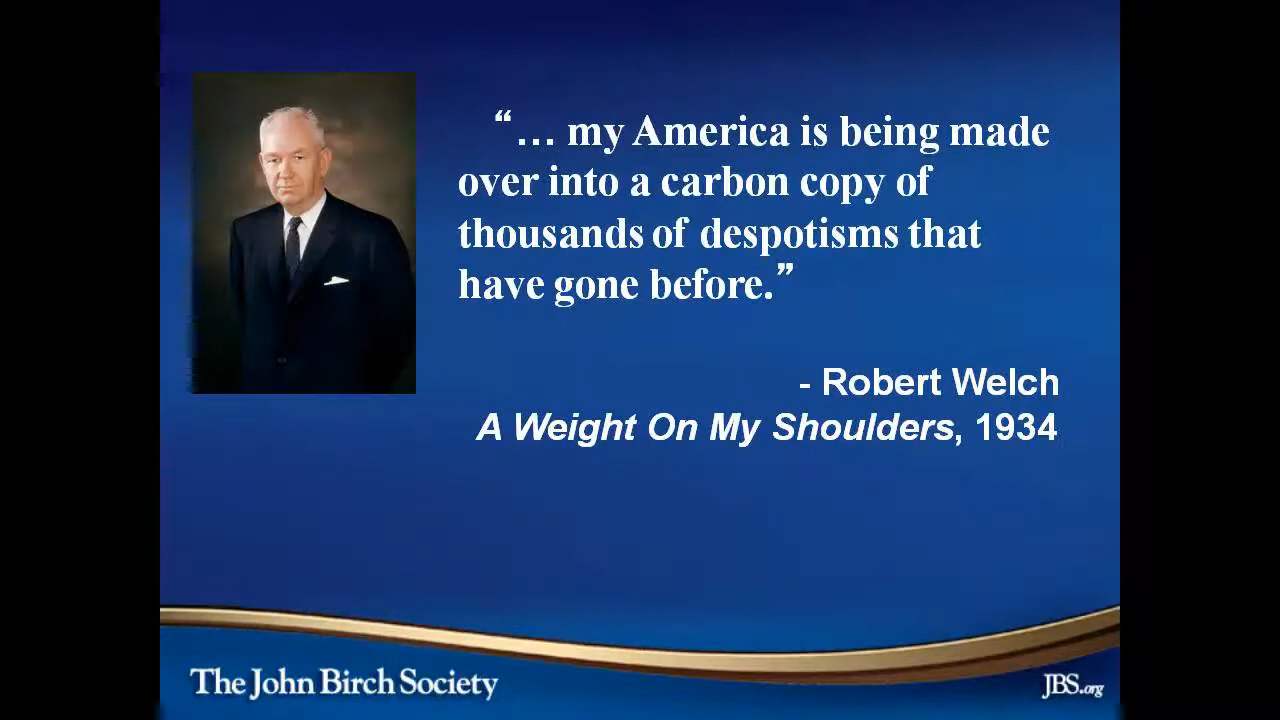 “… my America is being made
over into a carbon copy of
thousands of despotisms that
have gone before.”
- Robert Welch
A Weight On My Shoulders, 1934
The John Birch Society
JBS.org